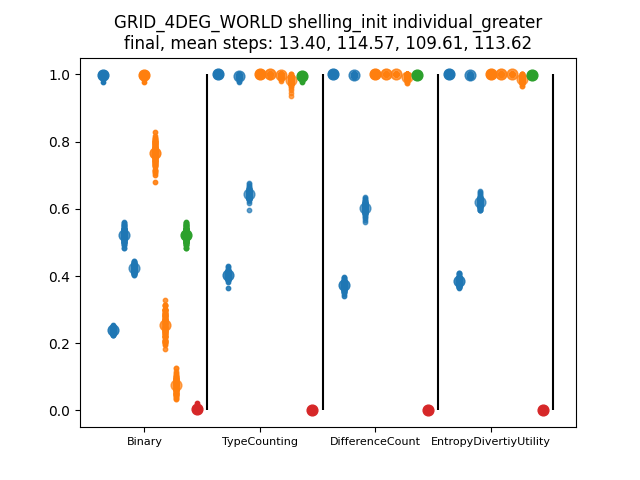 GRID_4DEG_WORLD shelling_init individual_greater
final, mean steps: 13.40, 114.57, 109.61, 113.62
1.0
0.8
0.6
0.4
0.2
0.0
Binary TypeCounting DifferenceCount EntropyDivertiyUtility